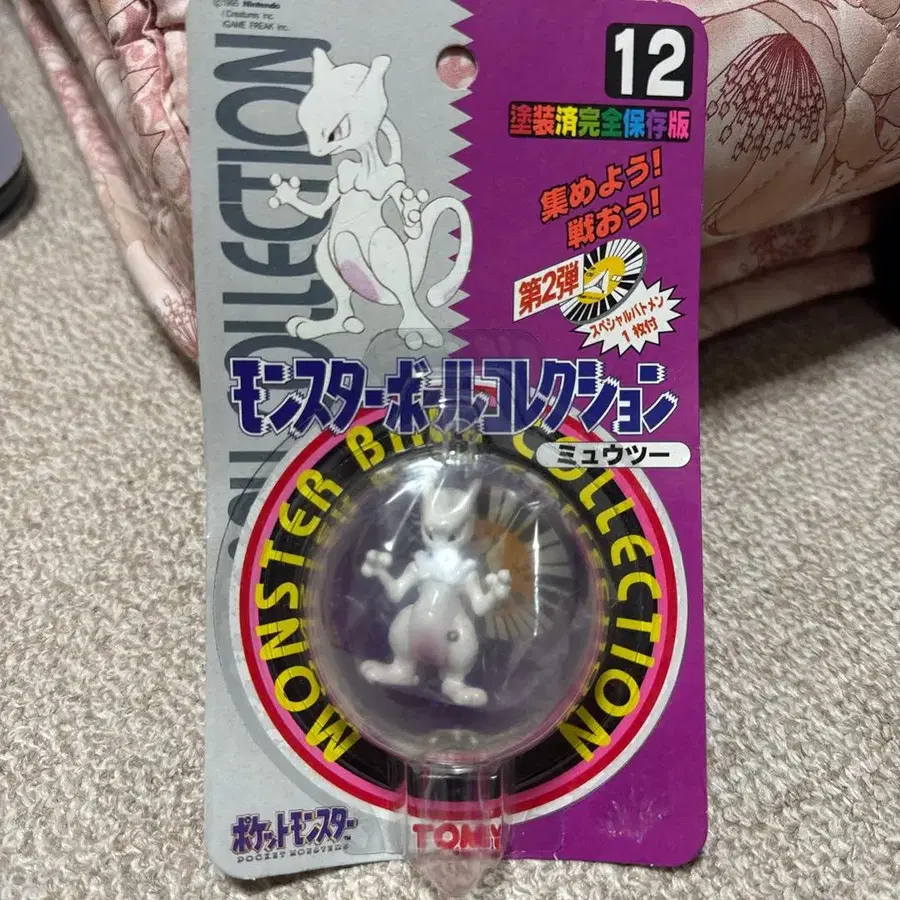 ©1995 Nintendo
Creatures inc.
GAME FREAK inc.
12
塗装済完全保存版
集めよう!
戦おう!
第2弾
スペシャルバトメン
1枚付
COLLECTION
モンスターボールコレクション
ミュウツー
MONSTER BALL COLLECTION
ポケットモンスター
POCKET MONSTERS
TOMY